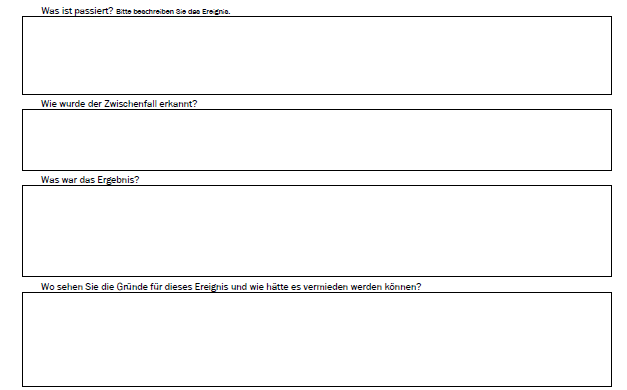 Was ist passiert? Bitte beschreiben Sie das Ereignis.
Wie wurde der Zwischenfall erkannt?
Was war das Ergebnis?
Wo sehen Sie die Gründe für dieses Ereignis und wie hätte es vermieden werden können?